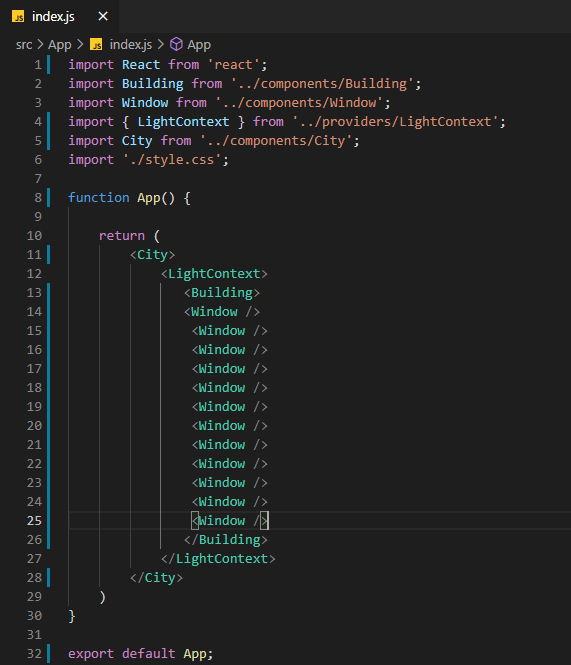 JS index.js ×
src > App > JS index.js > App
1 import React from 'react';
2 import Building from '../components/Building';
3 import Window from '../components/Window';
4 import { LightContext } from '../providers/LightContext';
5 import City from '../components/City';
6 import './style.css';
7
8 function App() {
9
10     return (
11         <City>
12             <LightContext>
13                <Building>
14                <Window />
15                 <Window />
16                 <Window />
17                 <Window />
18                 <Window />
19                 <Window />
20                 <Window />
21                 <Window />
22                 <Window />
23                 <Window />
24                 <Window />
25                 <Window />
26                </Building>
27             </LightContext>
28         </City>
29     )
30 }
31
32 export default App;